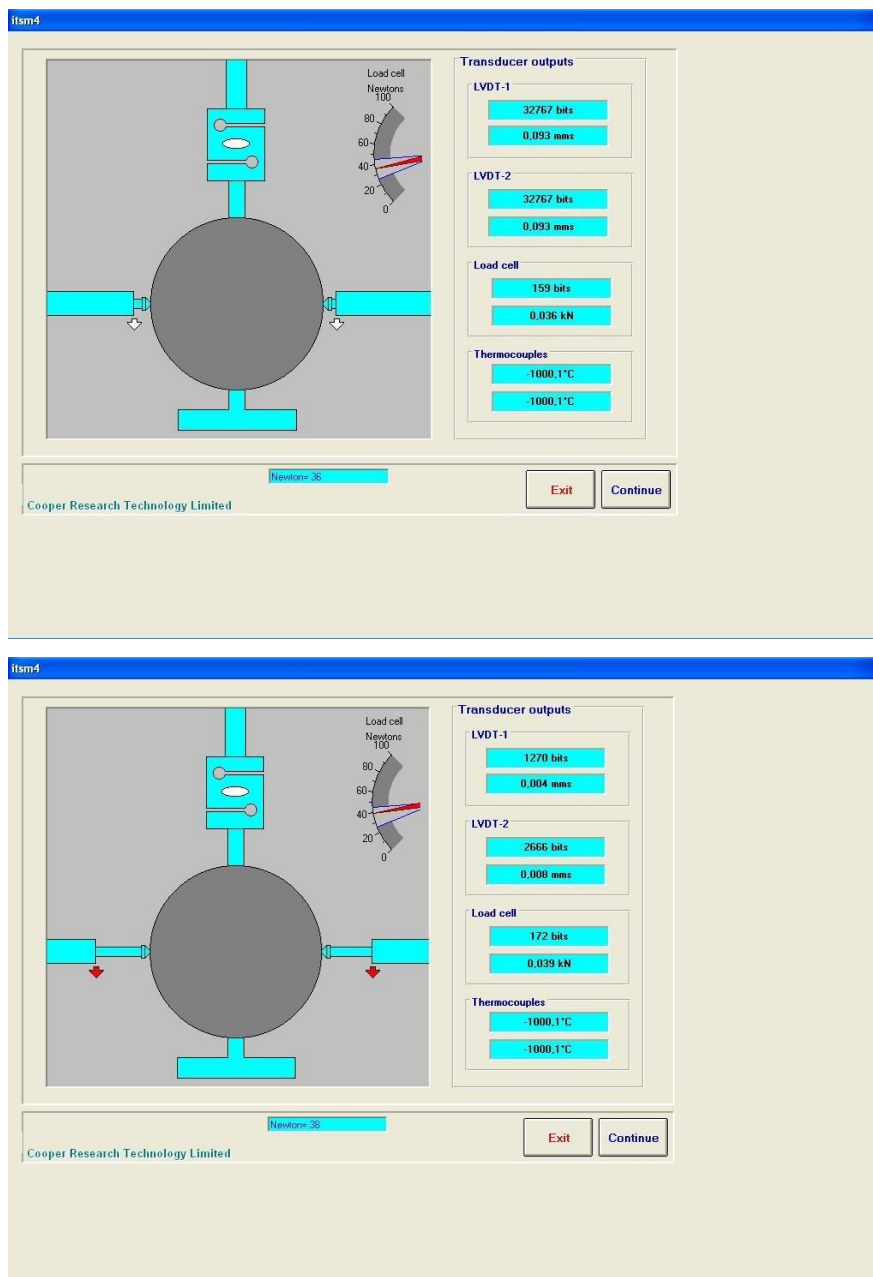 itsm4
Load cell
Newtons
100
80
60
40
20
0
Transducer outputs
LVDT-1
32767 bits
0,093 mms
LVDT-2
32767 bits
0,093 mms
Load cell
159 bits
0,036 kN
Thermocouples
-1000,1°C
-1000,1°C
Newton= 36
Exit
Continue
Cooper Research Technology Limited
itsm4
Load cell
Newtons
100
80
60
40
20
0
Transducer outputs
LVDT-1
1270 bits
0,004 mms
LVDT-2
2666 bits
0,008 mms
Load cell
172 bits
0,039 kN
Thermocouples
-1000,1°C
-1000,1°C
Newton= 38
Exit
Continue
Cooper Research Technology Limited